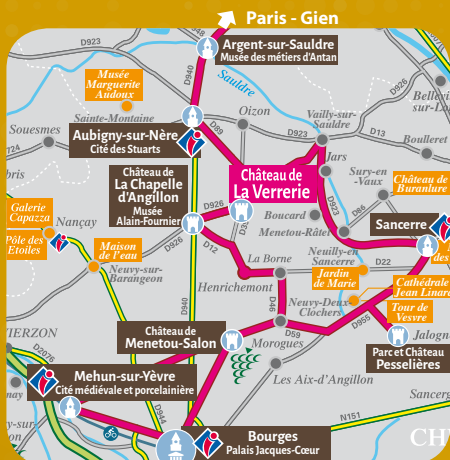 Paris - Gien
D923
Argent-sur-Sauldre
Musée des métiers d'Antan
D940
Sauldre
Musée
Marguerite
Audoux
D926
Sainte-Montaine
Oizon
Vailly-sur-
Sauldre
Souesmes
Aubigny-sur-Nère
Cité des Stuarts
D89
D923
D13
Boulleret
Jars
Château de
La Chapelle
d'Angillon
Musée
Alain-Fournier
Château de
La Verrerie
Sury-en
-Vaux
Château de
Buranlure
Galerie
Capazza
Nançay
D926
D923
D86
Boucard
Menetou-Râtel
Sancerre
Pôle des
Etoiles
Maison
de l'eau
D926
D12
Neuvy-sur-
Barangeon
La Borne
Neuilly-en
Sancerre
D22
Jardin
de Marie
Henrichemont
Cathédrale
Jean Linard
D940
D46
Neuvy-Deux-
Clochers
Tour de
Vesvre
D955
Château de
Menetou-Salon
D59
Morogues
Jalogn
Parc et Château
Pesselières
IERZON
D2076
Mehun-sur-Yèvre
Cité médiévale et porcelainière
Les Aix-d'Angillon
D944
N151
Bourges
Palais Jacques-Cœur
CH